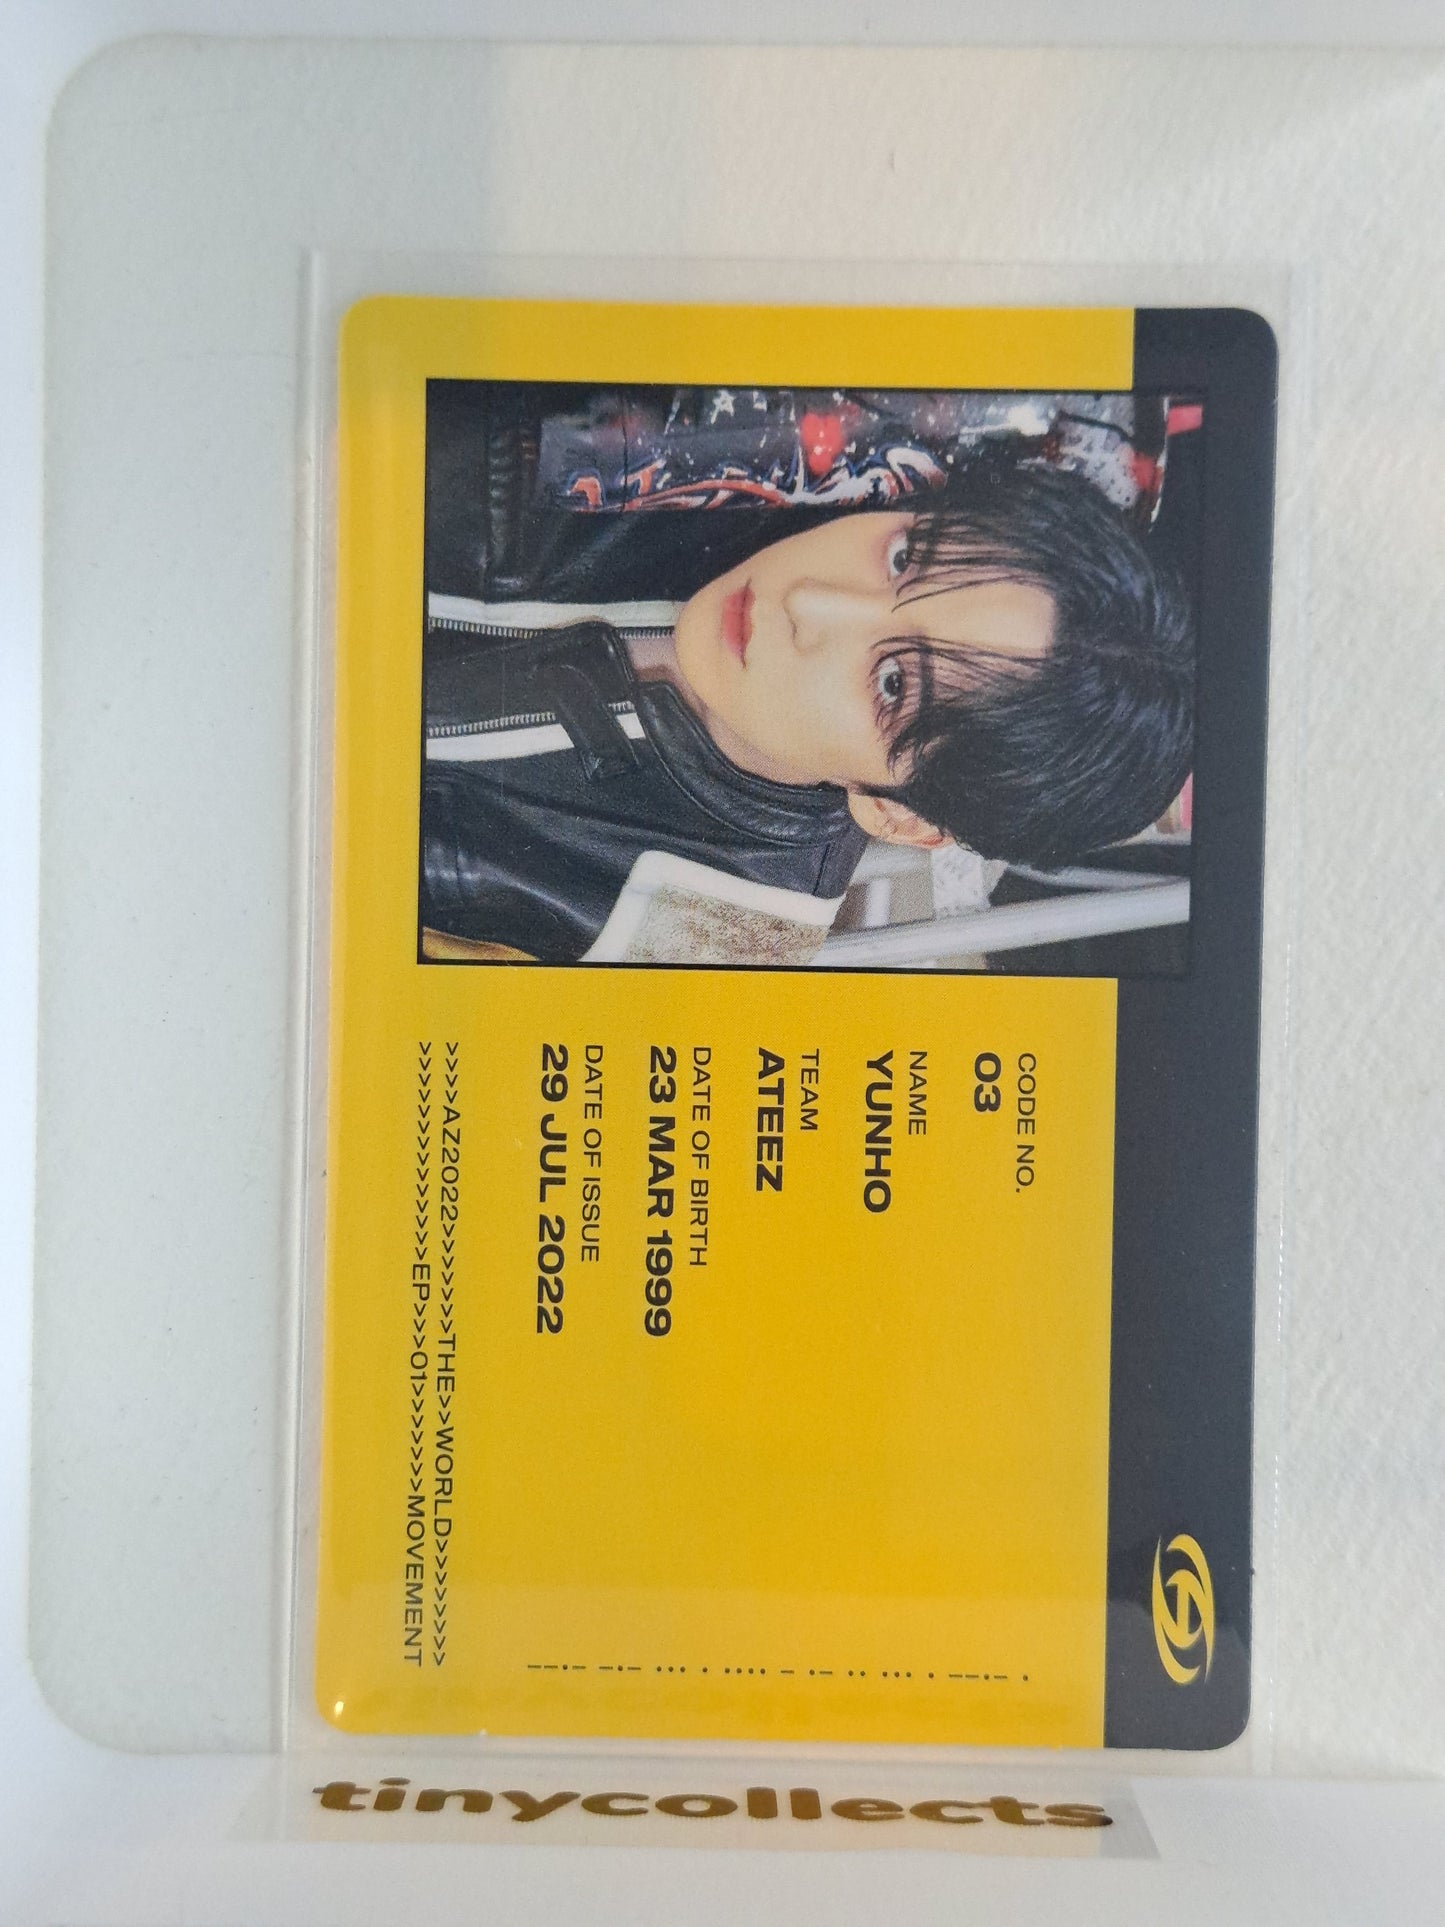 CODE NO.
03
NAME
YUNHO
TEAM
ATEEZ
DATE OF BIRTH
23 MAR 1999
DATE OF ISSUE
29 JUL 2022
>>>>AZ2022>>>>>>>THE>>WORLD>>>>>>>
>>>>>>>>>>>>EP>>>01>>>>>>>MOVEMENT
tinycollects